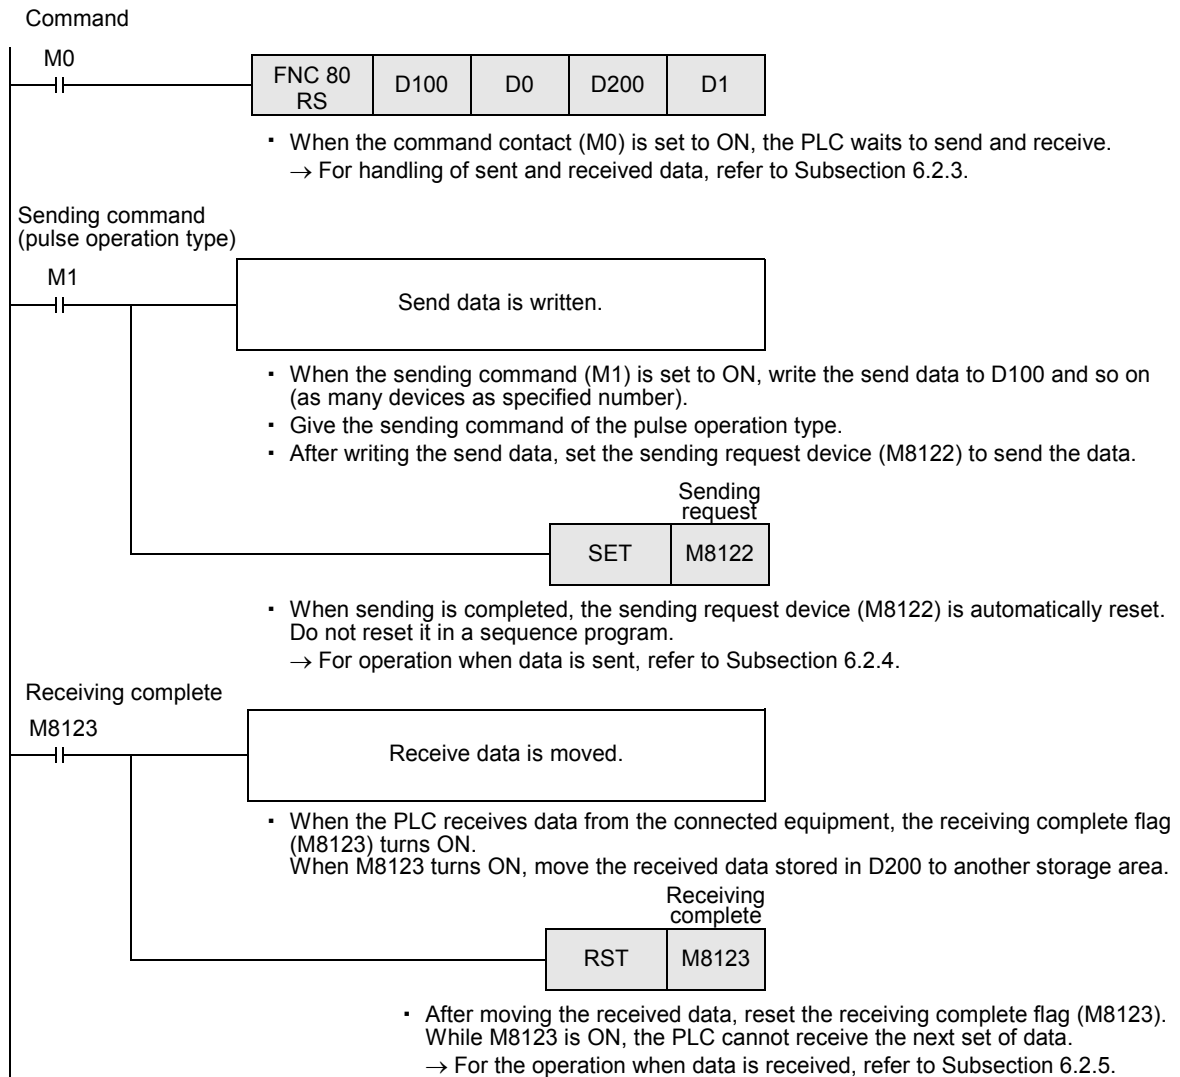 Command
M0
FNC 80
RS
D100
D0
D200
D1
▪ When the command contact (M0) is set to ON, the PLC waits to send and receive.
→ For handling of sent and received data, refer to Subsection 6.2.3.
Sending command
(pulse operation type)
M1
Send data is written.
▪ When the sending command (M1) is set to ON, write the send data to D100 and so on
(as many devices as specified number).
▪ Give the sending command of the pulse operation type.
▪ After writing the send data, set the sending request device (M8122) to send the data.
Sending
request
SET
M8122
▪ When sending is completed, the sending request device (M8122) is automatically reset.
Do not reset it in a sequence program.
→ For operation when data is sent, refer to Subsection 6.2.4.
Receiving complete
M8123
Receive data is moved.
▪ When the PLC receives data from the connected equipment, the receiving complete flag
(M8123) turns ON.
When M8123 turns ON, move the received data stored in D200 to another storage area.
Receiving
complete
RST
M8123
▪ After moving the received data, reset the receiving complete flag (M8123).
While M8123 is ON, the PLC cannot receive the next set of data.
→ For the operation when data is received, refer to Subsection 6.2.5.